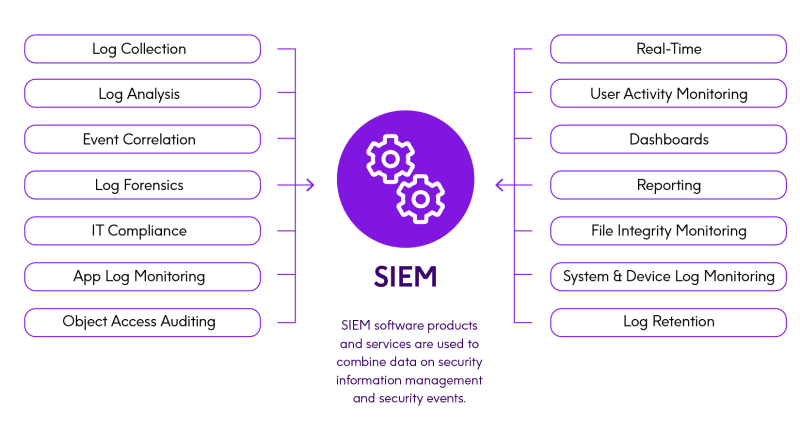 Log Collection
Log Analysis
Event Correlation
Log Forensics
IT Compliance
App Log Monitoring
Object Access Auditing
SIEM
SIEM software products
and services are used to
combine data on security
information management
and security events.
Real-Time
User Activity Monitoring
Dashboards
Reporting
File Integrity Monitoring
System & Device Log Monitoring
Log Retention